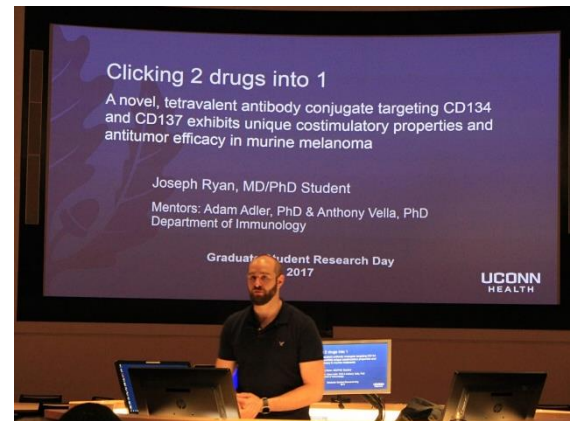 Clicking 2 drugs into 1
A novel, tetravalent antibody conjugate targeting CD134
and CD137 exhibits unique costimulatory properties and
antitumor efficacy in murine melanoma
Joseph Ryan, MD/PhD Student
Mentors: Adam Adler, PhD & Anthony Vella, PhD
Department of Immunology
Graduate Student Research Day
2017
UCONN
HEALTH